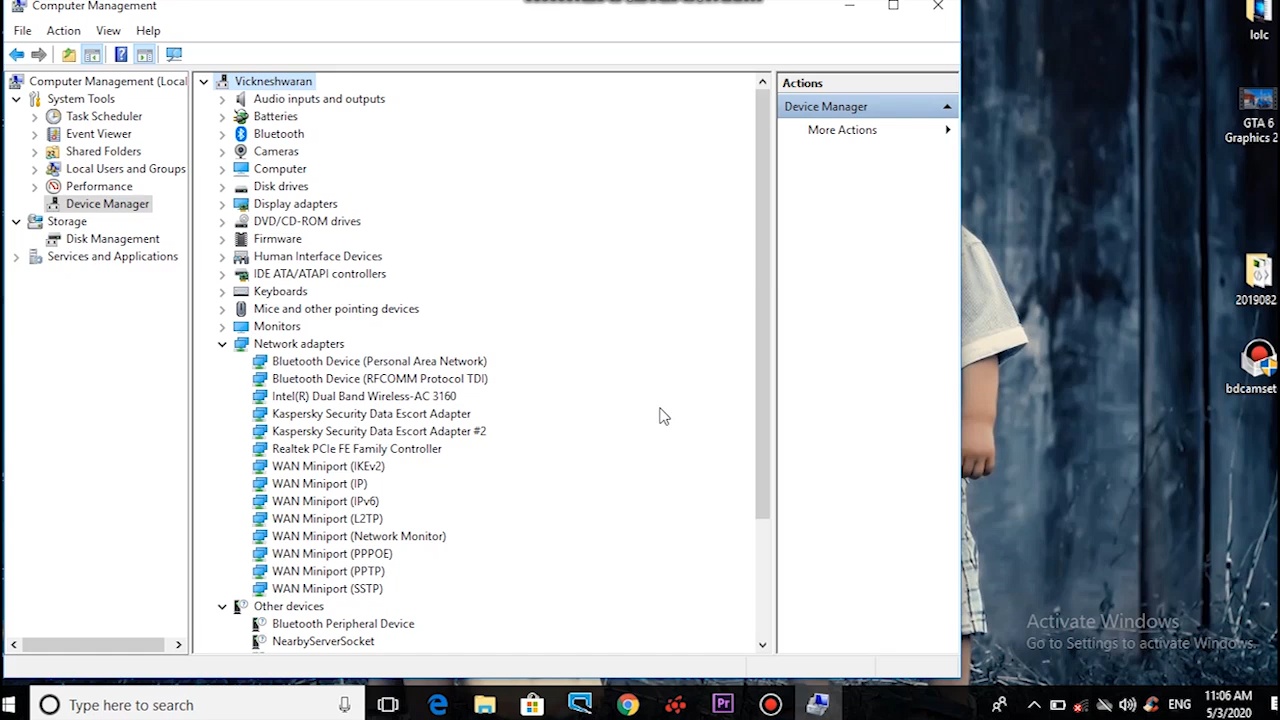 Computer Management
File Action View Help
Computer Management (Local
System Tools
Task Scheduler
Event Viewer
Shared Folders
Local Users and Groups
Performance
Device Manager
Storage
Disk Management
Services and Applications
Vickneshwaran
Audio inputs and outputs
Batteries
Bluetooth
Cameras
Computer
Disk drives
Display adapters
DVD/CD-ROM drives
Firmware
Human Interface Devices
IDE ATA/ATAPI controllers
Keyboards
Mice and other pointing devices
Monitors
Network adapters
Bluetooth Device (Personal Area Network)
Bluetooth Device (RFCOMM Protocol TDI)
Intel(R) Dual Band Wireless-AC 3160
Kaspersky Security Data Escort Adapter
Kaspersky Security Data Escort Adapter #2
Realtek PCIe FE Family Controller
WAN Miniport (IKEv2)
WAN Miniport (IP)
WAN Miniport (IPv6)
WAN Miniport (L2TP)
WAN Miniport (Network Monitor)
WAN Miniport (PPPOE)
WAN Miniport (PPTP)
WAN Miniport (SSTP)
Other devices
Bluetooth Peripheral Device
NearbyServerSocket
Actions
Device Manager
More Actions
lolc
GTA 6
Graphics 2
2019082
bdcamset
Activate Windows
Go to Settings to activate Windows.
Type here to search
Pr
ENG
11:06 AM
5/3/2020